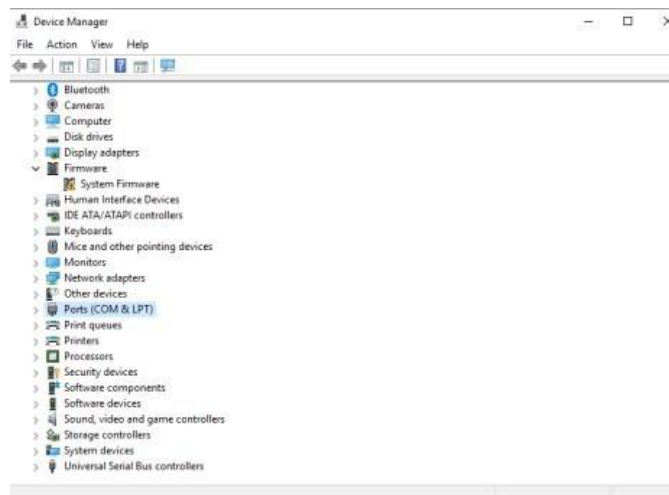 Device Manager
File Action View Help
Bluetooth
Cameras
Computer
Disk drives
Display adapters
Firmware
System Firmware
Human Interface Devices
IDE ATA/ATAPI controllers
Keyboards
Mice and other pointing devices
Monitors
Network adapters
Other devices
Ports (COM & LPT)
Print queues
Printers
Processors
Security devices
Software components
Software devices
Sound, video and game controllers
Storage controllers
System devices
Universal Serial Bus controllers